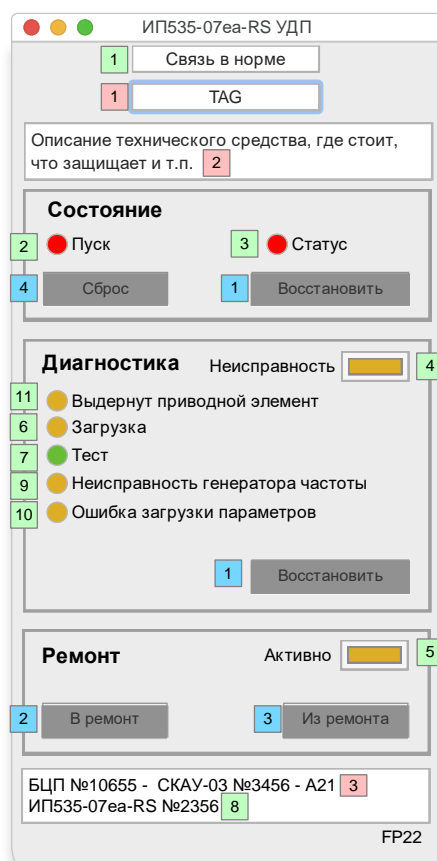 ИП535-07ea-RS УДП
1 Связь в норме
1 TAG
Описание технического средства, где стоит,
что защищает и т.п. 2
Состояние
2 Пуск 3 Статус
4 Сброс 1 Восстановить
Диагностика Неисправность 4
11 Выдернут приводной элемент
6 Загрузка
7 Тест
9 Неисправность генератора частоты
10 Ошибка загрузки параметров
1 Восстановить
Ремонт Активно 5
2 В ремонт 3 Из ремонта
БЦП №10655 - СКАУ-03 №3456 - А21 3
ИП535-07ea-RS №2356 8
FP22